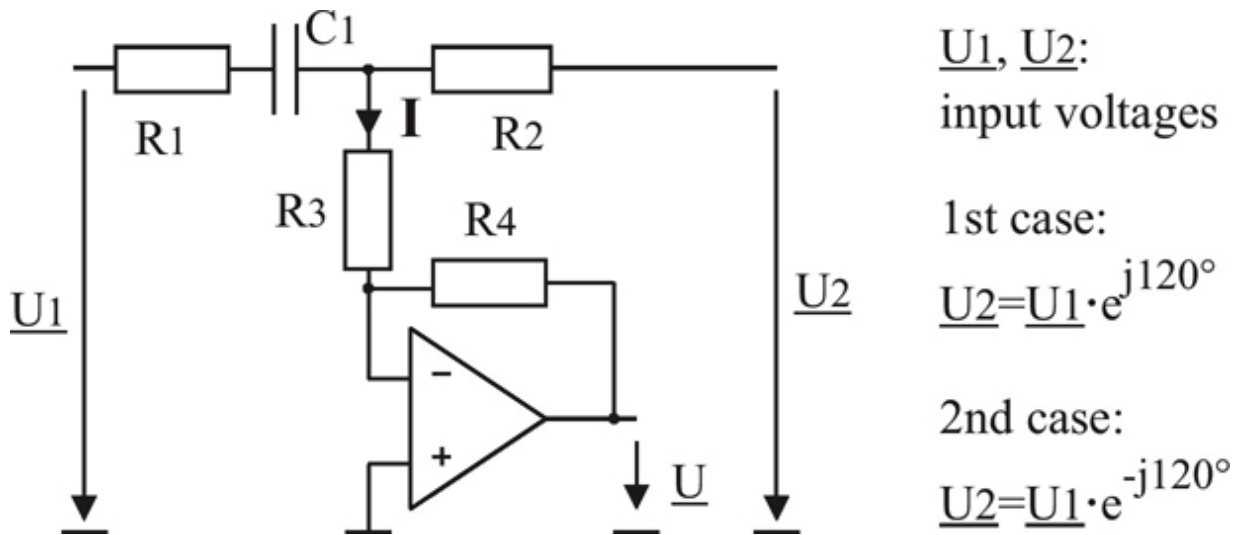 C1
R1
I
R2
R3
R4
U1
U2
−
+
U
U1, U2:
input voltages
1st case:
U2=U1·e^j120°
2nd case:
U2=U1·e^-j120°